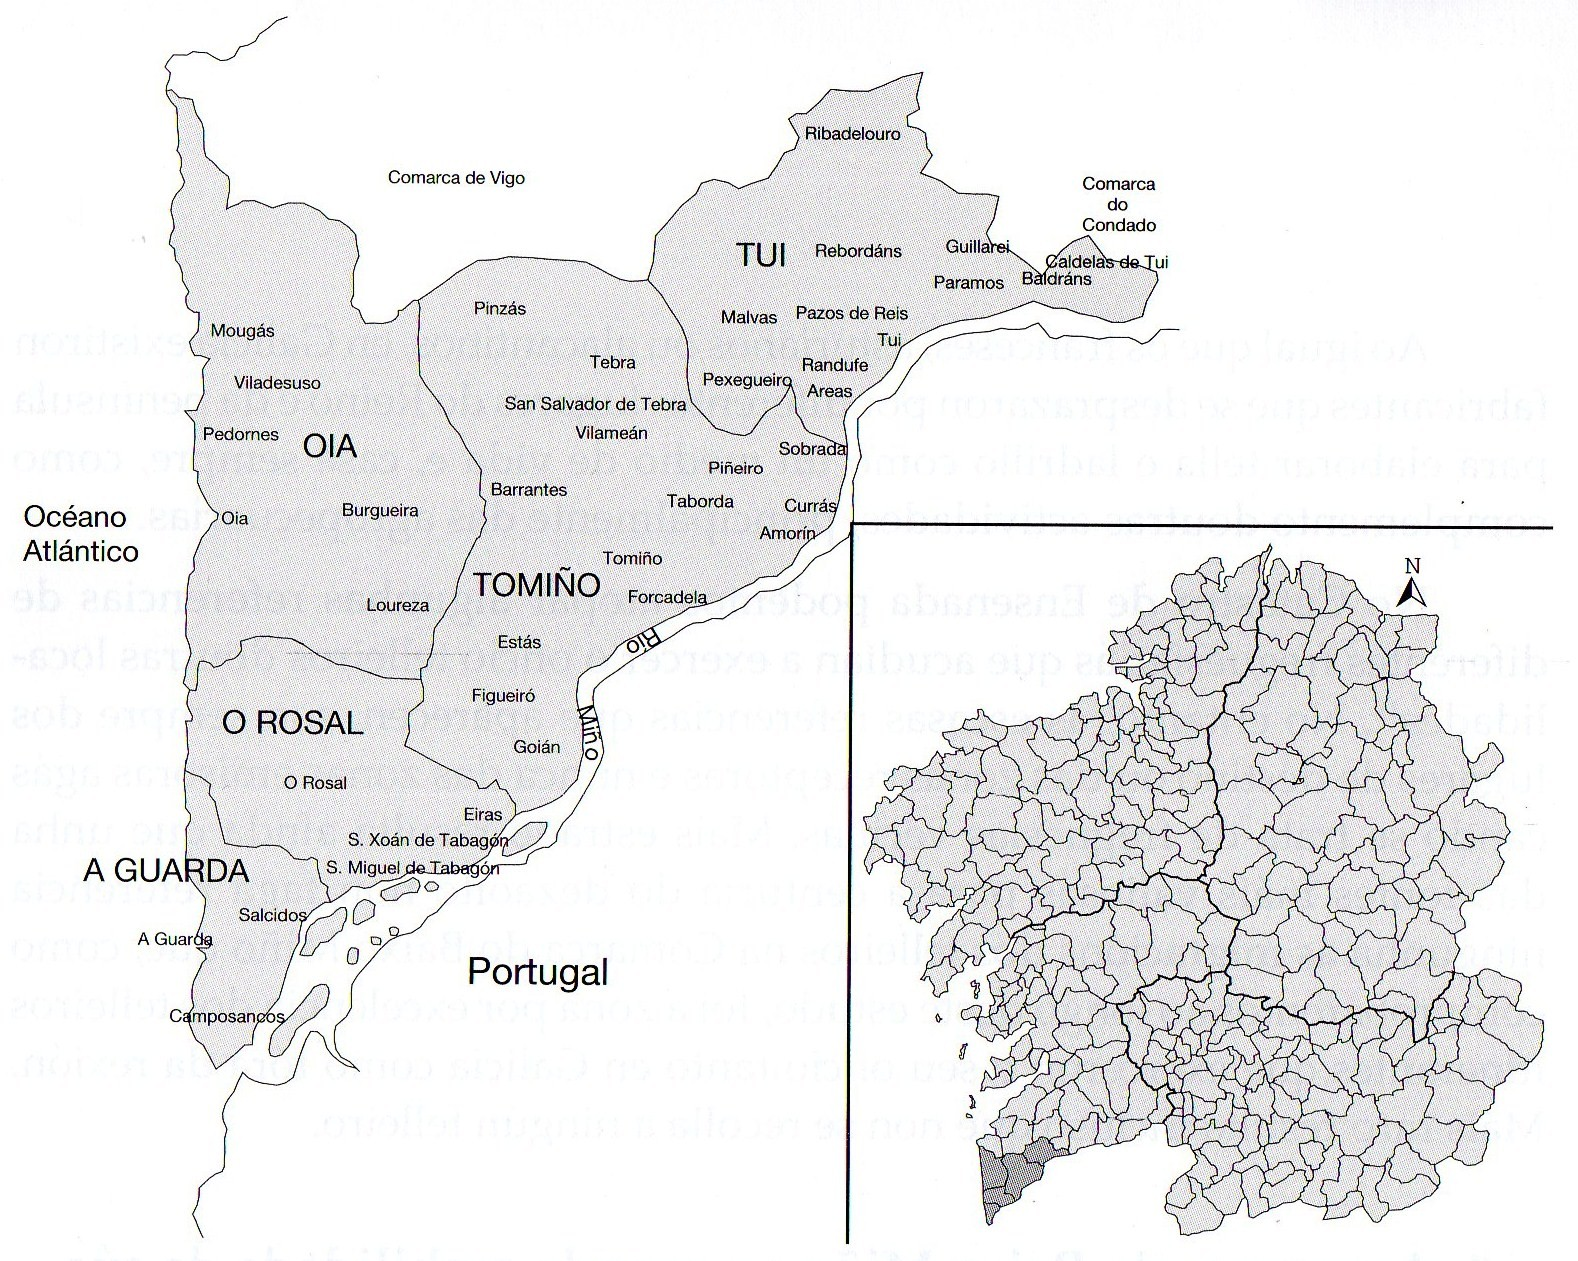 Comarca de Vigo
Ribadelouro
Comarca
do
Condado
TUI
Rebordáns
Guillarei
Caldelas de Tui
Paramos
Baldráns
Pinzás
Malvas
Pazos de Reis
Mougás
Tui
Tebra
Randufe
Viladesuso
Pexegueiro
Areas
San Salvador de Tebra
Pedornes
OIA
Vilameán
Sobrada
Piñeiro
Barrantes
Taborda
Currás
Océano
Atlántico
Oia
Burgueira
Amorín
Tomiño
TOMIÑO
Loureza
Forcadela
Estás
Río
Miño
Figueiró
O ROSAL
Goián
O Rosal
Eiras
S. Xoán de Tabagón
A GUARDA
S. Miguel de Tabagón
Salcidos
A Guarda
Portugal
Camposancos
N